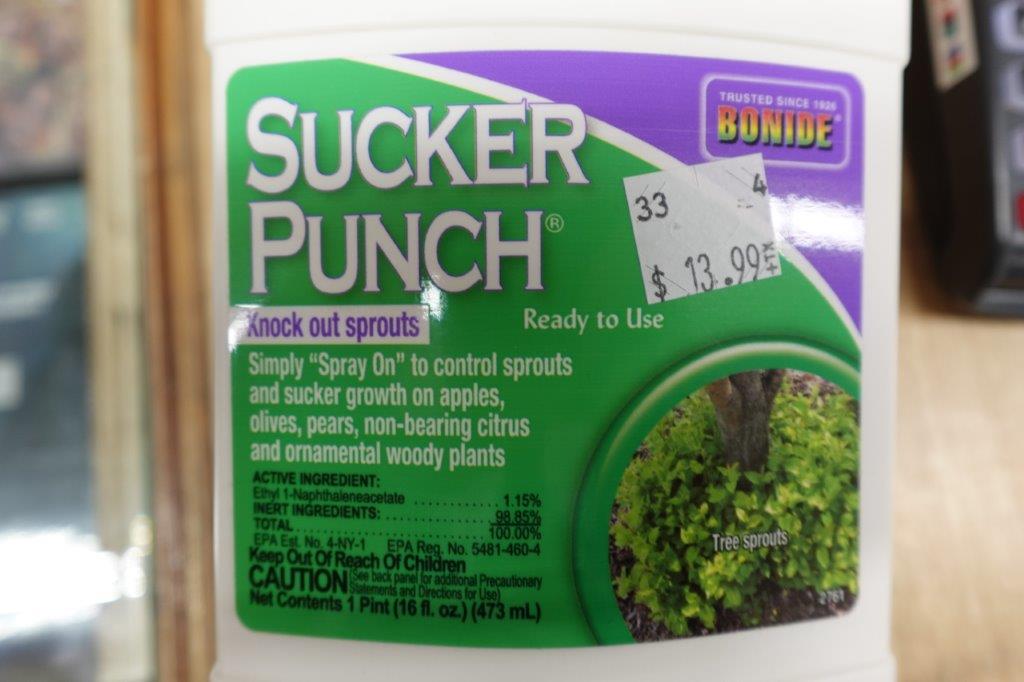 SUCKER
PUNCH®
TRUSTED SINCE 1926
BONIDE®
33 4
$ 13.99
Knock out sprouts
Ready to Use
Simply “Spray On” to control sprouts
and sucker growth on apples,
olives, pears, non-bearing citrus
and ornamental woody plants
ACTIVE INGREDIENT:
Ethyl 1-Naphthaleneacetate . . . . . . . . . . . . . . . 1.15%
INERT INGREDIENTS: . . . . . . . . . . . . . . . . . . . 98.85%
TOTAL . . . . . . . . . . . . . . . . . . . . . . . . . . . . . . 100.00%
EPA Est. No. 4-NY-1 EPA Reg. No. 5481-460-4
Keep Out Of Reach Of Children
CAUTION (See back panel for additional Precautionary
Statements and Directions for Use)
Net Contents 1 Pint (16 fl. oz.) (473 mL)
Tree sprouts
2761